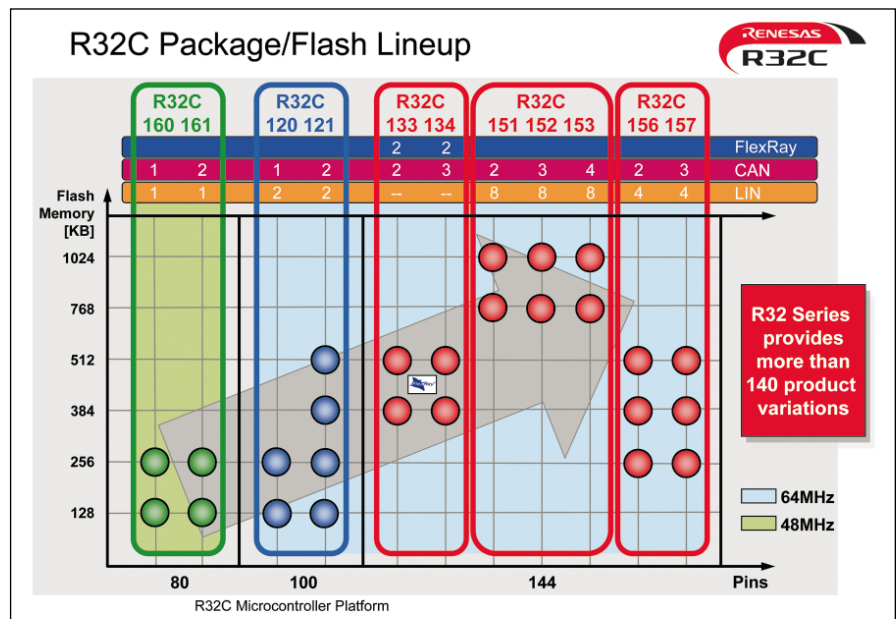 R32C Package/Flash Lineup
RENESAS
R32C
R32C R32C R32C R32C R32C
160 161 120 121 133 134 151 152 153 156 157
2 2 FlexRay
1 2 1 2 2 3 2 3 4 2 3 CAN
1 1 2 2 -- -- 8 8 8 4 4 LIN
Flash
Memory
[KB]
1024
768
512
384
256
128
R32 Series
provides
more than
140 product
variations
64MHz
48MHz
80 100 144 Pins
R32C Microcontroller Platform